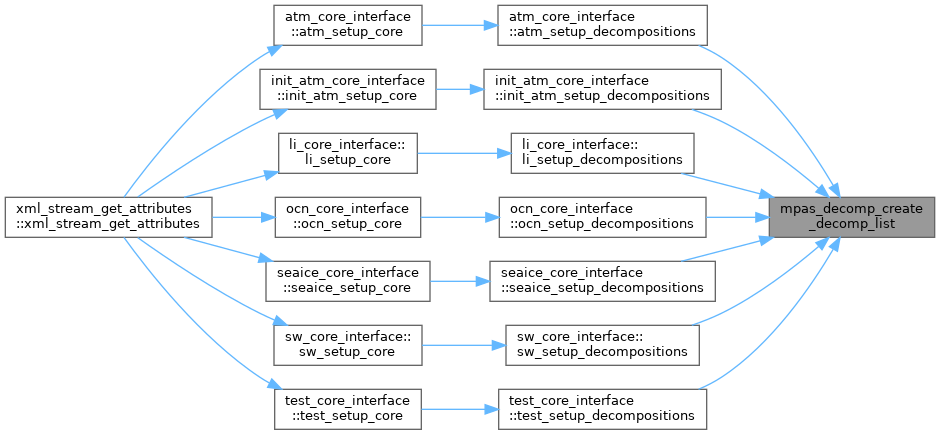 atm_core_interface
::atm_setup_core
atm_core_interface
::atm_setup_decompositions
init_atm_core_interface
::init_atm_setup_core
init_atm_core_interface
::init_atm_setup_decompositions
li_core_interface::
li_setup_core
li_core_interface::
li_setup_decompositions
xml_stream_get_attributes
::xml_stream_get_attributes
ocn_core_interface
::ocn_setup_core
ocn_core_interface
::ocn_setup_decompositions
mpas_decomp_create
_decomp_list
seaice_core_interface
::seaice_setup_core
seaice_core_interface
::seaice_setup_decompositions
sw_core_interface::
sw_setup_core
sw_core_interface::
sw_setup_decompositions
test_core_interface
::test_setup_core
test_core_interface
::test_setup_decompositions